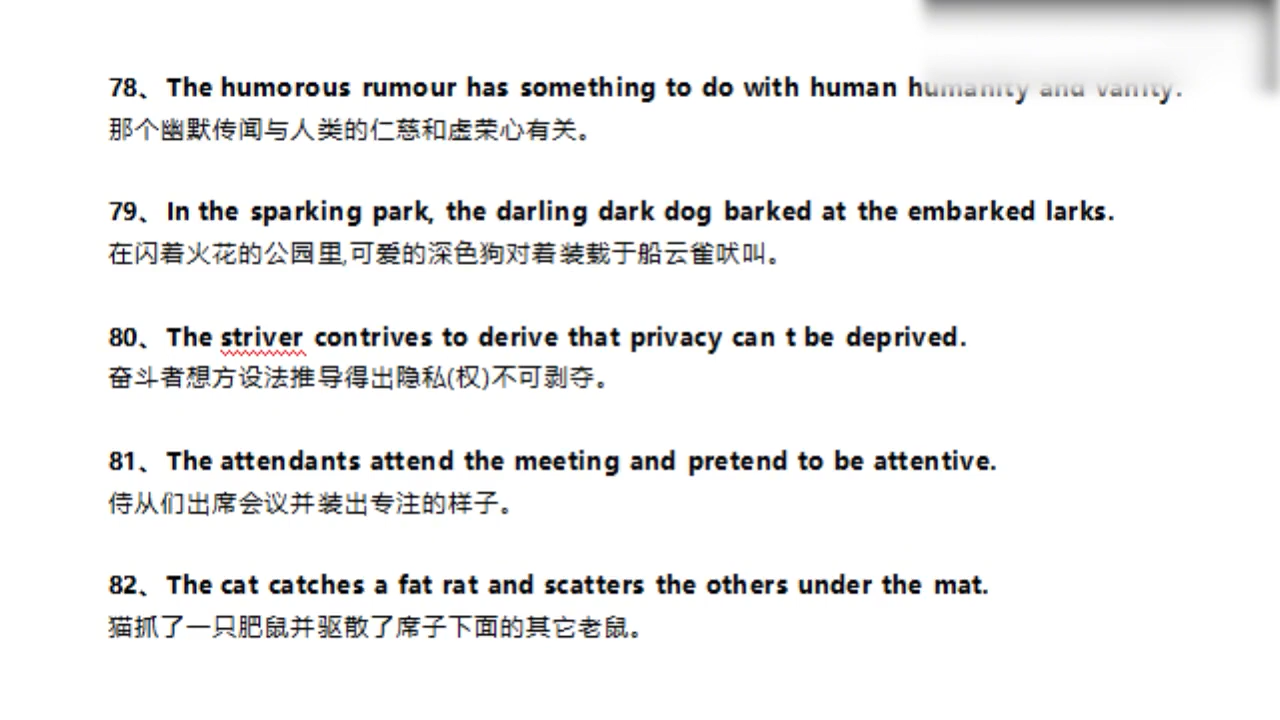 78、The humorous rumour has something to do with human humanity and vanity.
那个幽默传闻与人类的仁慈和虚荣心有关。
79、In the sparking park, the darling dark dog barked at the embarked larks.
在闪着火花的公园里,可爱的深色狗对着装载于船云雀吠叫。
80、The striver contrives to derive that privacy can t be deprived.
奋斗者想方设法推导得出隐私(权)不可剥夺。
81、The attendants attend the meeting and pretend to be attentive.
侍从们出席会议并装出专注的样子。
82、The cat catches a fat rat and scatters the others under the mat.
猫抓了一只肥鼠并驱散了席子下面的其它老鼠。